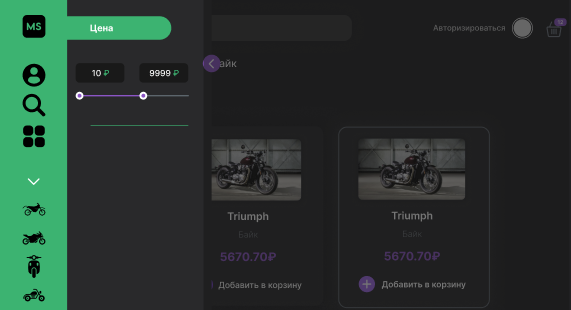 MS
Цена
Авторизироваться
айк
10 ₽
9999 ₽
Triumph
Байк
5670.70₽
Добавить в корзину
Triumph
Байк
5670.70₽
Добавить в корзину